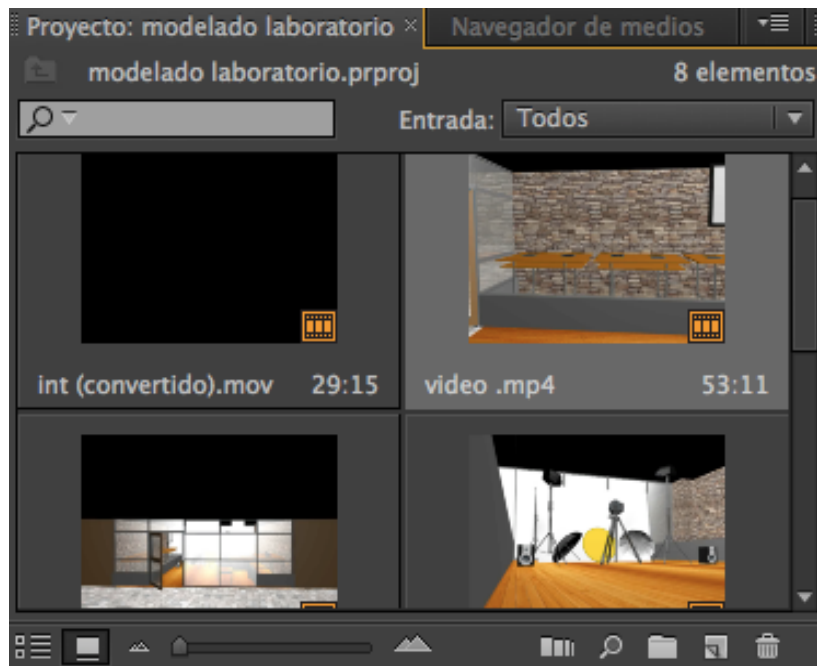 Proyecto: modelado laboratorio × Navegador de medios
modelado laboratorio.prproj 8 elementos
Entrada: Todos
int (convertido).mov 29:15
video .mp4 53:11